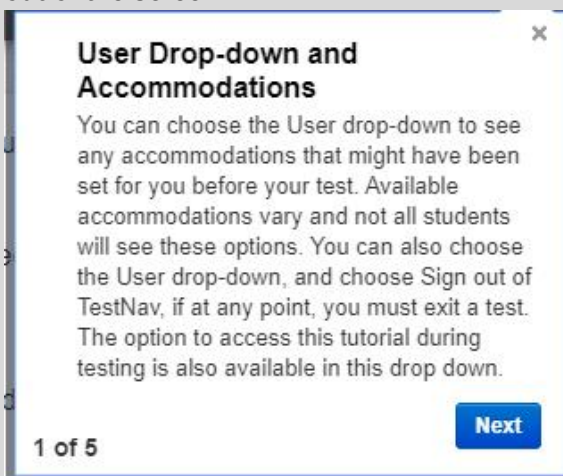 ×
User Drop-down and
Accommodations
You can choose the User drop-down to see
any accommodations that might have been
set for you before your test. Available
accommodations vary and not all students
will see these options. You can also choose
the User drop-down, and choose Sign out of
TestNav, if at any point, you must exit a test.
The option to access this tutorial during
testing is also available in this drop down.
Next
1 of 5